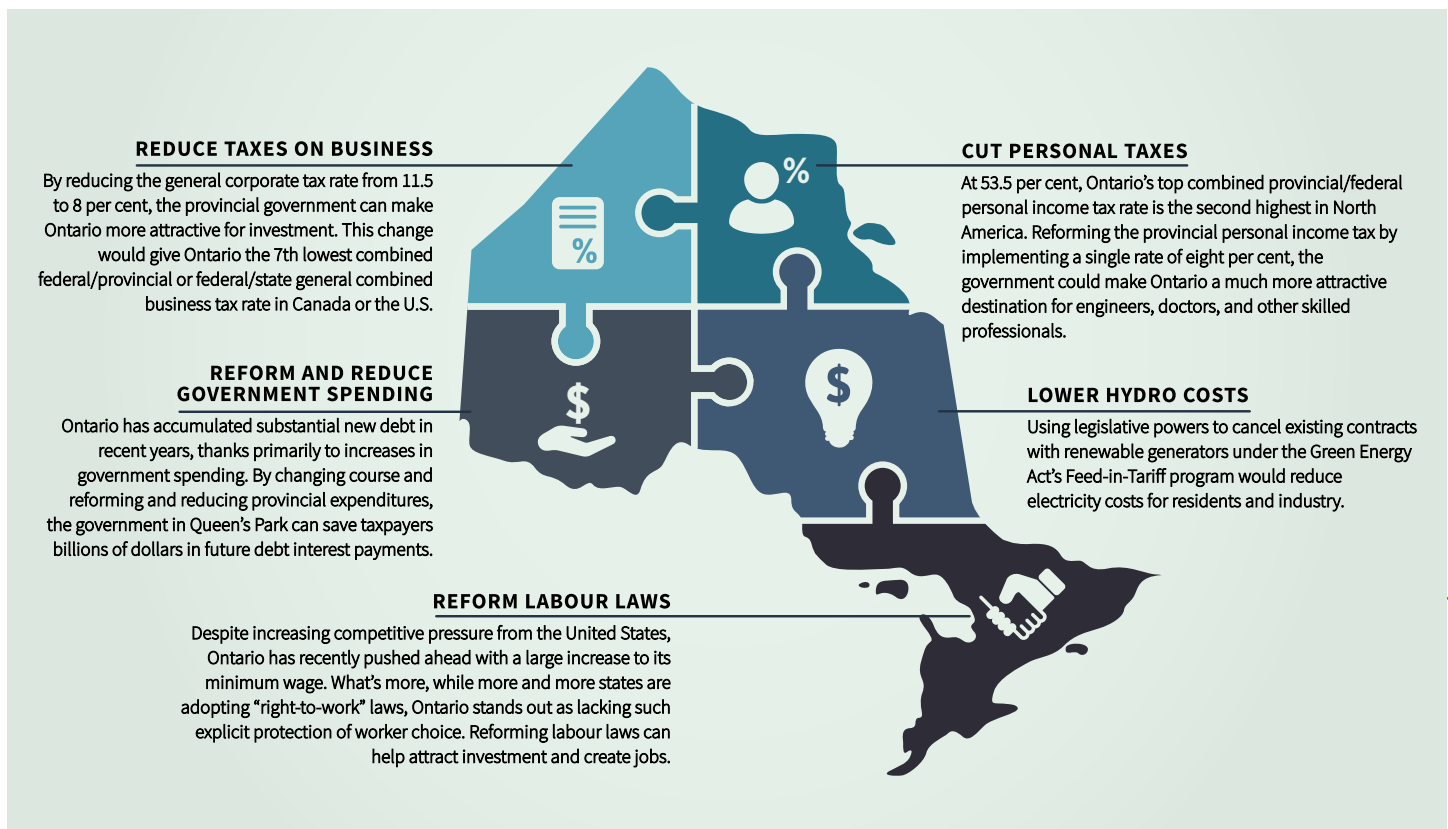 REDUCE TAXES ON BUSINESS
By reducing the general corporate tax rate from 11.5
to 8 per cent, the provincial government can make
Ontario more attractive for investment. This change
would give Ontario the 7th lowest combined
federal/provincial or federal/state general combined
business tax rate in Canada or the U.S.
%
%
CUT PERSONAL TAXES
At 53.5 per cent, Ontario’s top combined provincial/federal
personal income tax rate is the second highest in North
America. Reforming the provincial personal income tax by
implementing a single rate of eight per cent, the
government could make Ontario a much more attractive
destination for engineers, doctors, and other skilled
professionals.
REFORM AND REDUCE
GOVERNMENT SPENDING
Ontario has accumulated substantial new debt in
recent years, thanks primarily to increases in
government spending. By changing course and
reforming and reducing provincial expenditures,
the government in Queen’s Park can save taxpayers
billions of dollars in future debt interest payments.
$
$
LOWER HYDRO COSTS
Using legislative powers to cancel existing contracts
with renewable generators under the Green Energy
Act’s Feed-in-Tariff program would reduce
electricity costs for residents and industry.
REFORM LABOUR LAWS
Despite increasing competitive pressure from the United States,
Ontario has recently pushed ahead with a large increase to its
minimum wage. What’s more, while more and more states are
adopting “right-to-work” laws, Ontario stands out as lacking such
explicit protection of worker choice. Reforming labour laws can
help attract investment and create jobs.